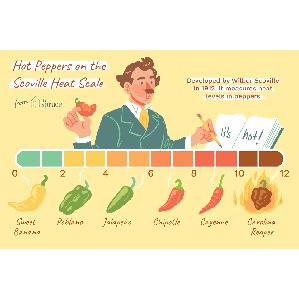 Hot Peppers on the
Scoville Heat Scale
from The Spruce
Developed by Wilbur Scoville
in 1912, it measures heat
levels in peppers
it's hot!
0 2 4 6 8 10 12
Sweet Banana
Poblano
Jalapeño
Chipotle
Cayenne
Carolina Reaper